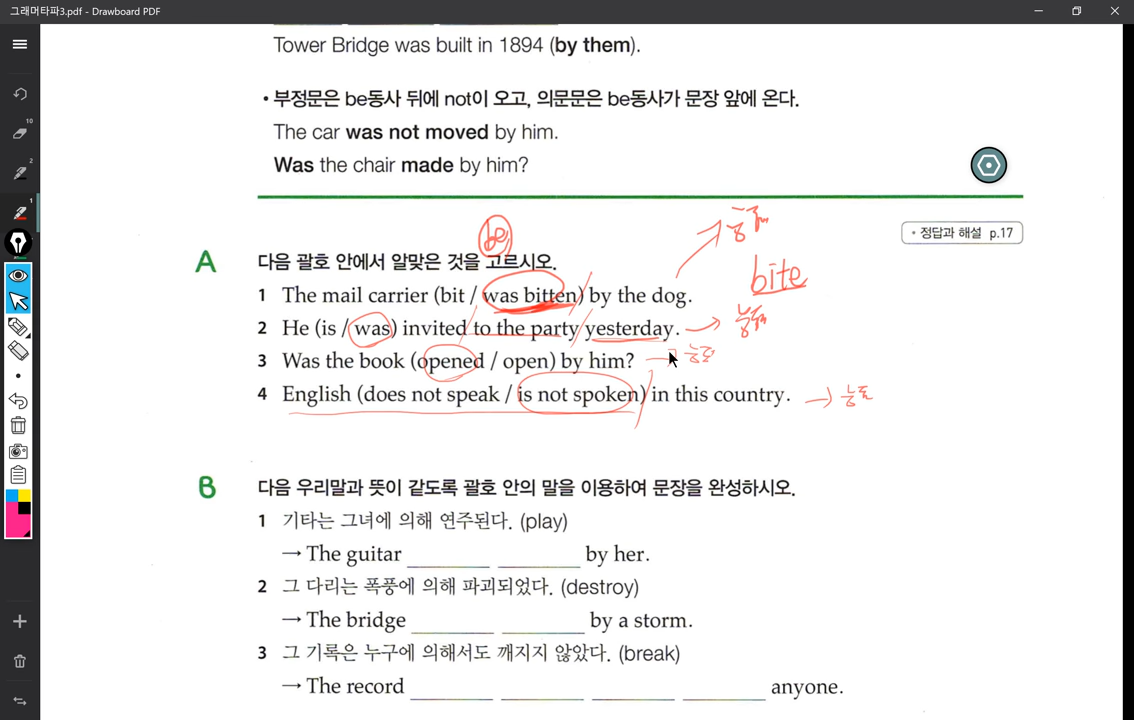 그래머타파3.pdf - Drawboard PDF
Tower Bridge was built in 1894 (by them).
• 부정문은 be동사 뒤에 not이 오고, 의문문은 be동사가 문장 앞에 온다.
The car was not moved by him.
Was the chair made by him?
• 정답과 해설 p.17
be
A 다음 괄호 안에서 알맞은 것을 고르시오.
bite
1 The mail carrier (bit / was bitten) by the dog.
2 He (is / was) invited to the party yesterday.
3 Was the book (opened / open) by him?
4 English (does not speak / is not spoken) in this country.
B 다음 우리말과 뜻이 같도록 괄호 안의 말을 이용하여 문장을 완성하시오.
1 기타는 그녀에 의해 연주된다. (play)
→ The guitar ______ ______ by her.
2 그 다리는 폭풍에 의해 파괴되었다. (destroy)
→ The bridge ______ ______ by a storm.
3 그 기록은 누구에 의해서도 깨지지 않았다. (break)
→ The record ______ ______ ______ ______ anyone.
10
2
1